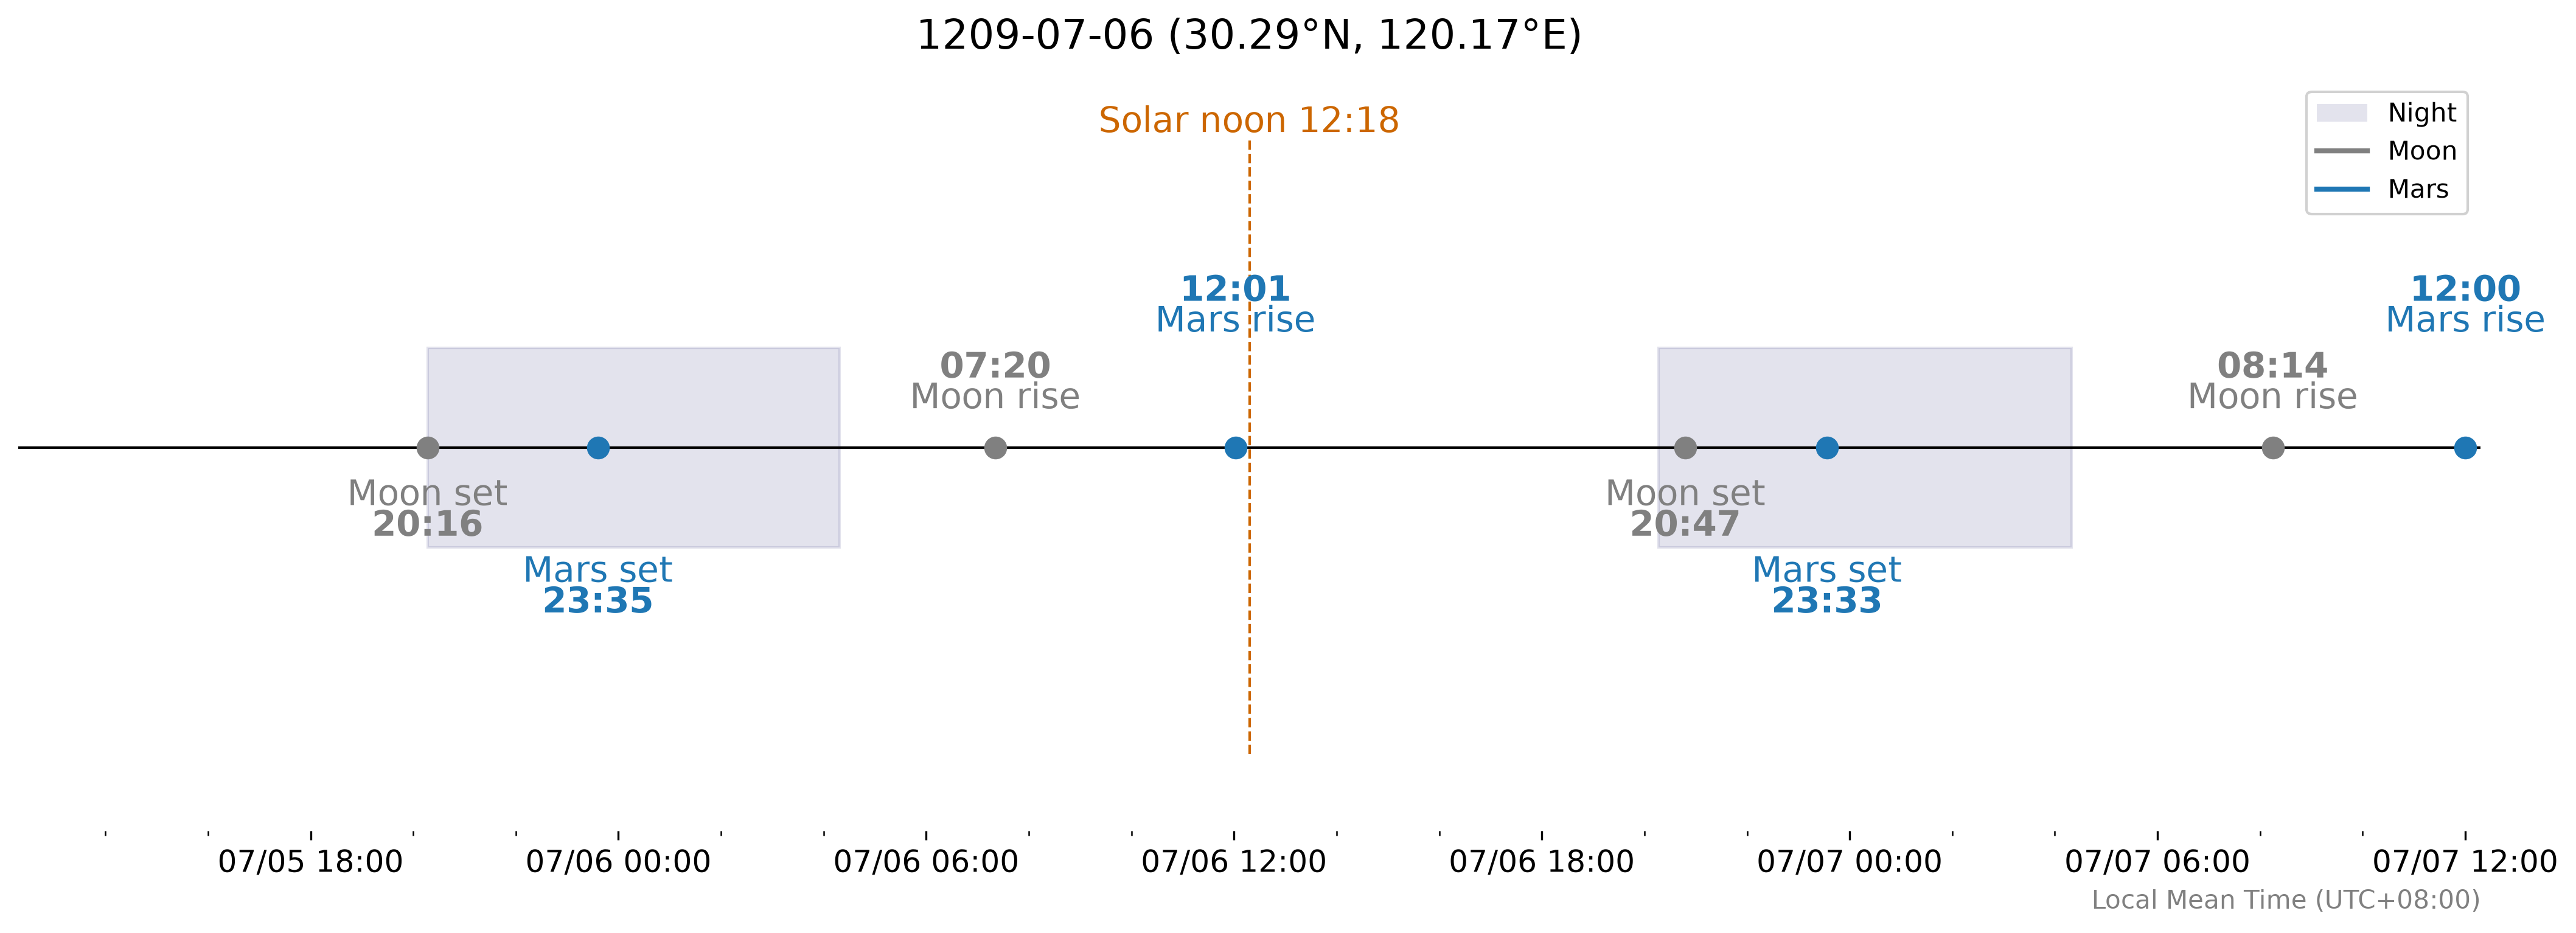 1209-07-06 (30.29°N, 120.17°E)
Solar noon 12:18
Night
Moon
Mars
12:01
Mars rise
12:00
Mars rise
07:20
Moon rise
08:14
Moon rise
Moon set
20:16
Moon set
20:47
Mars set
23:35
Mars set
23:33
07/05 18:00
07/06 00:00
07/06 06:00
07/06 12:00
07/06 18:00
07/07 00:00
07/07 06:00
07/07 12:00
Local Mean Time (UTC+08:00)